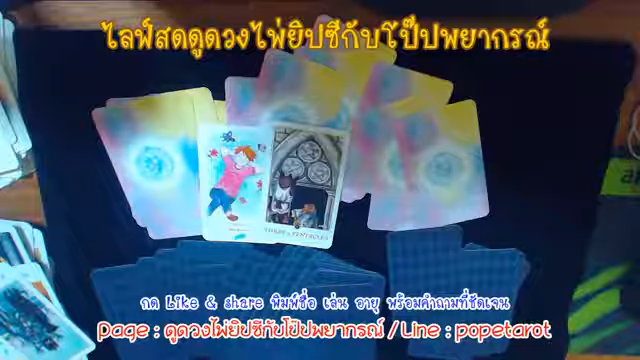 ไลฟ์สดดูดวงไพ่ยิปซีกับโป๊ปพยากรณ์
กด Like & share พิมพ์ชื่อ เล่น อายุ พร้อมคำถามที่ชัดเจน
Page : ดูดวงไพ่ยิปซีกับโป๊ปพยากรณ์ / Line : popetarot